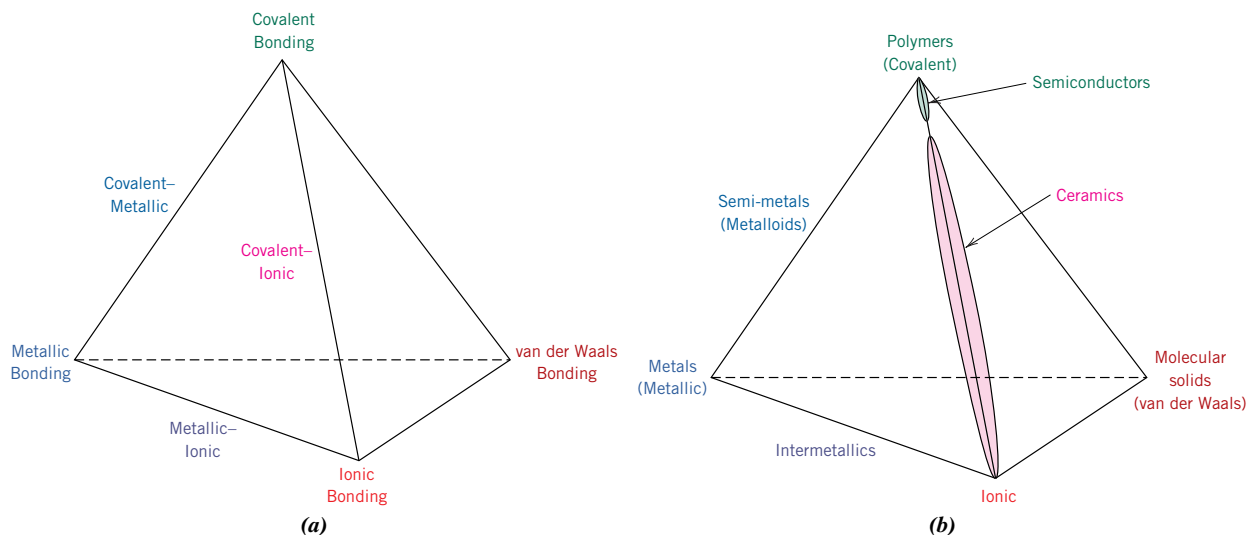 Covalent
Bonding
Covalent–
Metallic
Covalent–
Ionic
Metallic
Bonding
van der Waals
Bonding
Metallic–
Ionic
Ionic
Bonding
(a)
Polymers
(Covalent)
Semiconductors
Semi-metals
(Metalloids)
Ceramics
Metals
(Metallic)
Molecular
solids
(van der Waals)
Intermetallics
Ionic
(b)